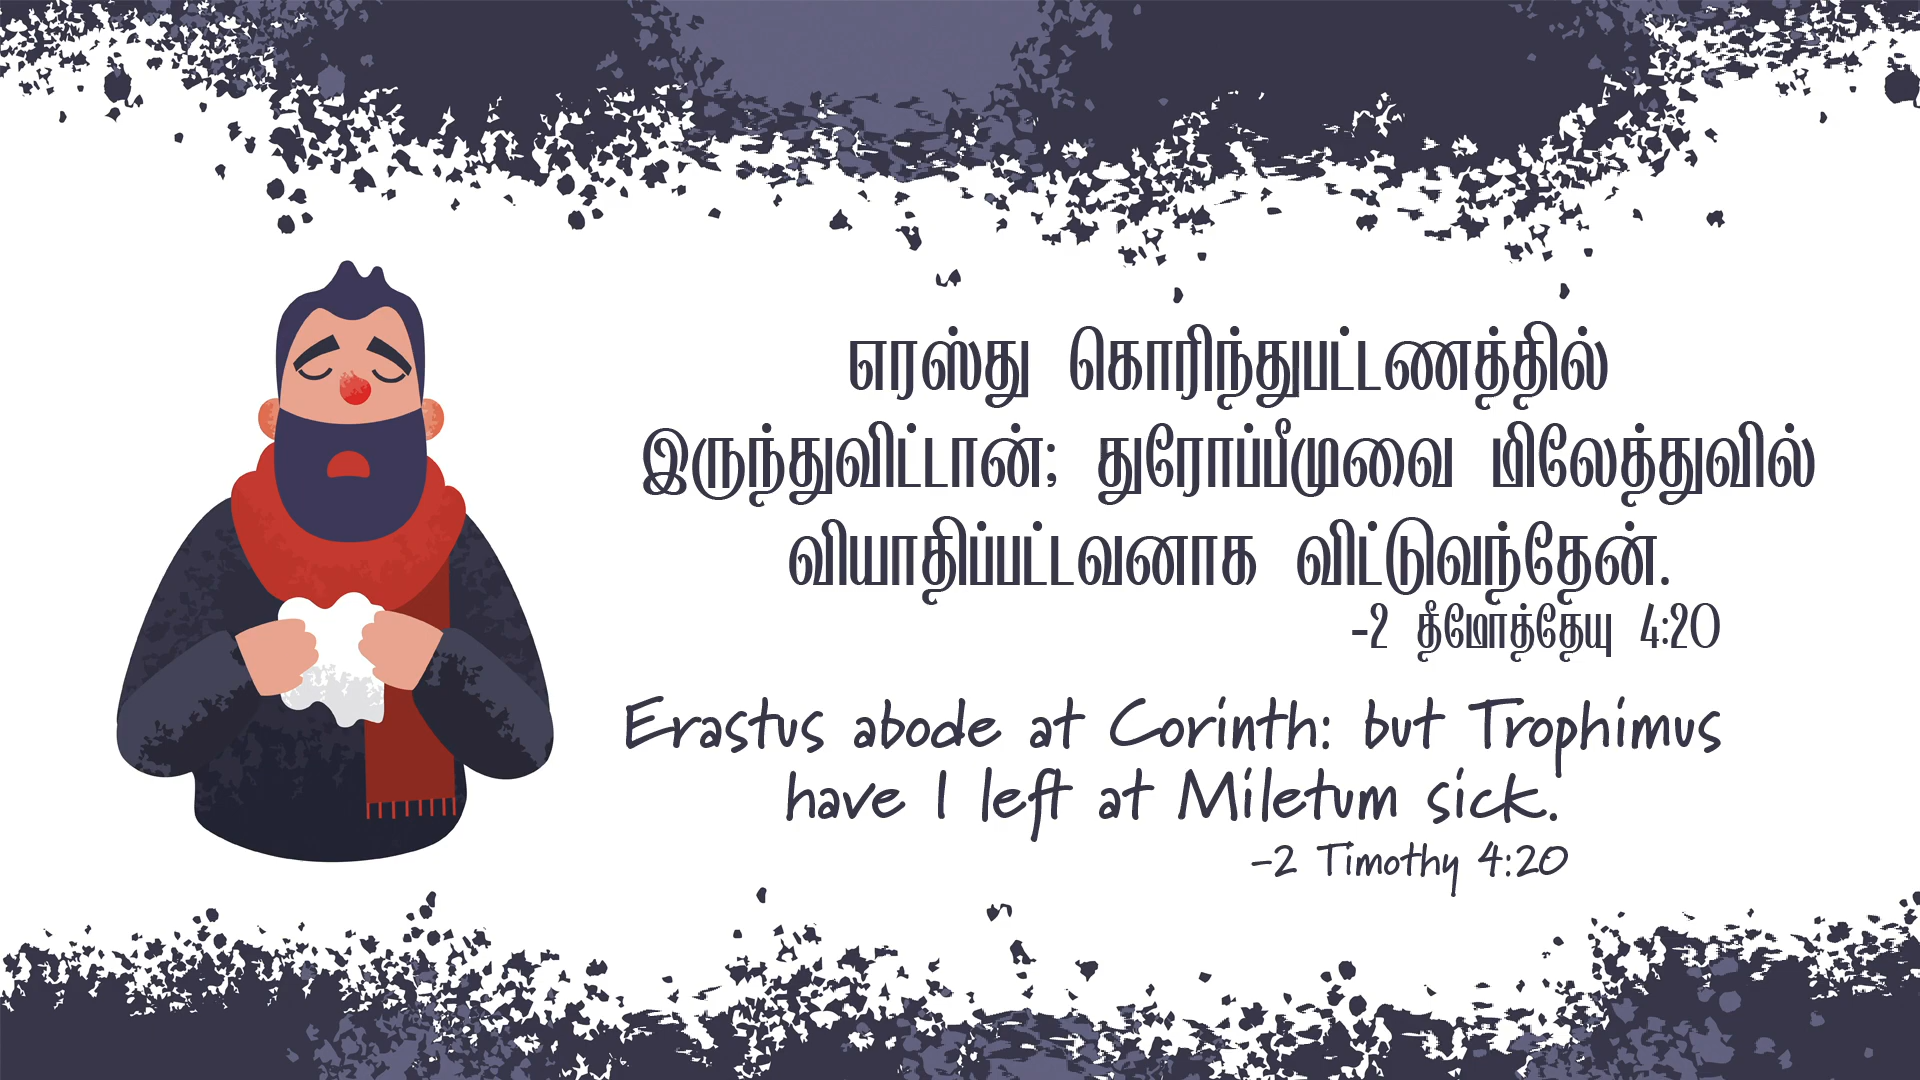 எரஸ்து கொரிந்துபட்டணத்தில்
இருந்துவிட்டான்; துரோப்பீமுவை மிலேத்துவில்
வியாதிப்பட்டவனாக விட்டுவந்தேன்.
-2 தீமோத்தேயு 4:20
Erastus abode at Corinth: but Trophimus
have I left at Miletum sick.
-2 Timothy 4:20